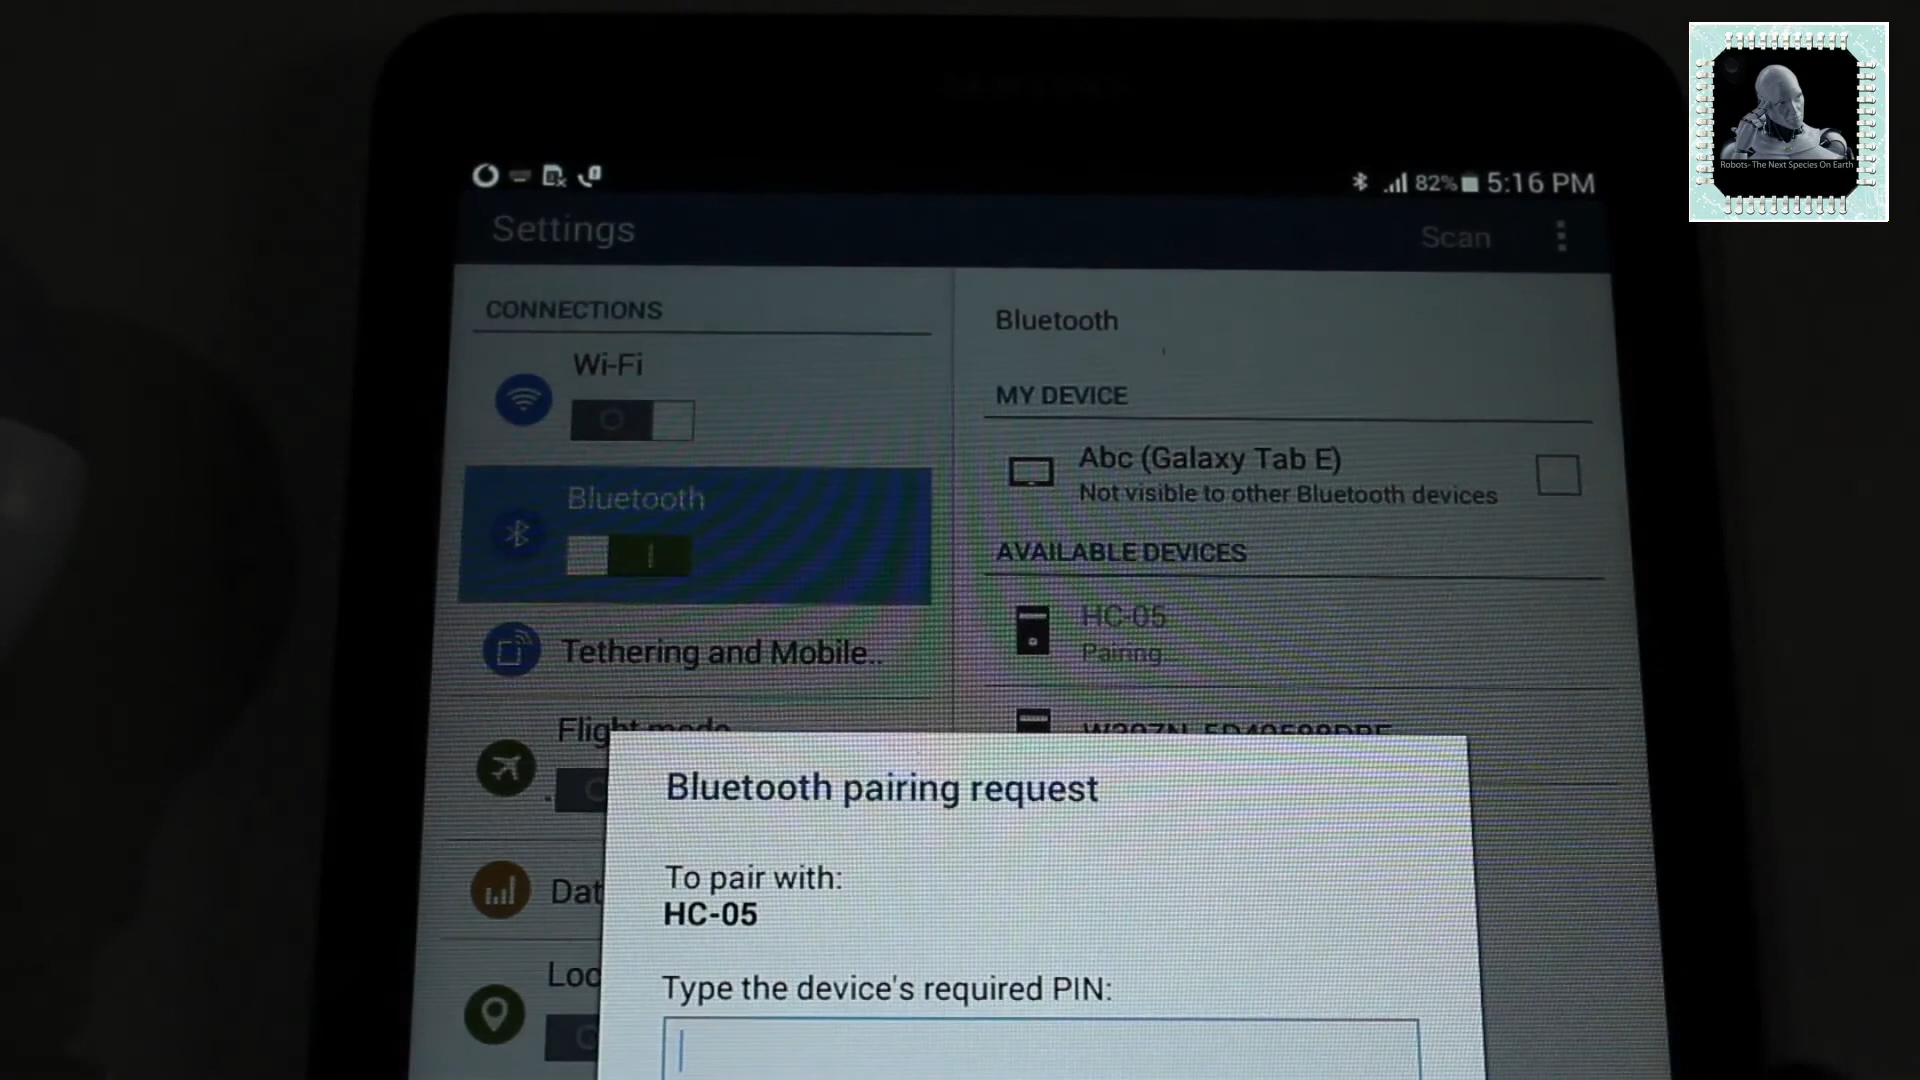 82% 5:16 PM
Settings
Scan
CONNECTIONS
Wi-Fi
Bluetooth
Tethering and Mobile..
Flight mode
Dat
Loc
Bluetooth
MY DEVICE
Abc (Galaxy Tab E)
Not visible to other Bluetooth devices
AVAILABLE DEVICES
HC-05
Pairing...
Bluetooth pairing request
To pair with:
HC-05
Type the device's required PIN:
Robots-The Next Species On Earth